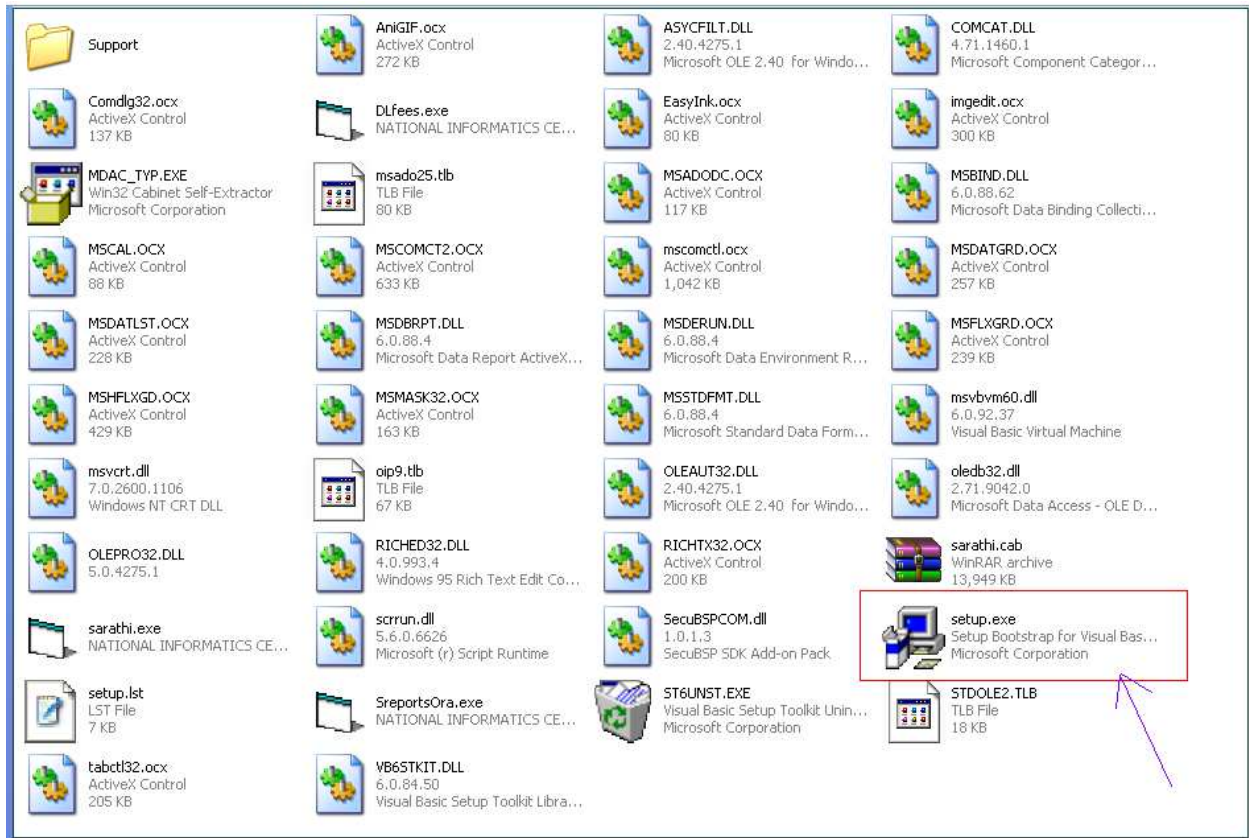 Support
AniGIF.ocx
ActiveX Control
272 KB
ASYCFILT.DLL
2.40.4275.1
Microsoft OLE 2.40 for Windo...
COMCAT.DLL
4.71.1460.1
Microsoft Component Categor...
Comdlg32.ocx
ActiveX Control
137 KB
DLfees.exe
NATIONAL INFORMATICS CE...
EasyInk.ocx
ActiveX Control
80 KB
imgedit.ocx
ActiveX Control
300 KB
MDAC_TYP.EXE
Win32 Cabinet Self-Extractor
Microsoft Corporation
msado25.tlb
TLB File
80 KB
MSADODC.OCX
ActiveX Control
117 KB
MSBIND.DLL
6.0.88.62
Microsoft Data Binding Collecti...
MSCAL.OCX
ActiveX Control
88 KB
MSCOMCT2.OCX
ActiveX Control
633 KB
mscomctl.ocx
ActiveX Control
1,042 KB
MSDATGRD.OCX
ActiveX Control
257 KB
MSDATLST.OCX
ActiveX Control
228 KB
MSDBRPT.DLL
6.0.88.4
Microsoft Data Report ActiveX...
MSDERUN.DLL
6.0.88.4
Microsoft Data Environment R...
MSFLXGRD.OCX
ActiveX Control
239 KB
MSHFLXGD.OCX
ActiveX Control
429 KB
MSMASK32.OCX
ActiveX Control
163 KB
MSSTDFMT.DLL
6.0.88.4
Microsoft Standard Data Form...
msvbvm60.dll
6.0.92.37
Visual Basic Virtual Machine
msvcrt.dll
7.0.2600.1106
Windows NT CRT DLL
oip9.tlb
TLB File
67 KB
OLEAUT32.DLL
2.40.4275.1
Microsoft OLE 2.40 for Windo...
oledb32.dll
2.71.9042.0
Microsoft Data Access - OLE D...
OLEPRO32.DLL
5.0.4275.1
RICHED32.DLL
4.0.993.4
Windows 95 Rich Text Edit Co...
RICHTX32.OCX
ActiveX Control
200 KB
sarathi.cab
WinRAR archive
13,949 KB
sarathi.exe
NATIONAL INFORMATICS CE...
scrrun.dll
5.6.0.6626
Microsoft (r) Script Runtime
SecuBSPCOM.dll
1.0.1.3
SecuBSP SDK Add-on Pack
setup.exe
Setup Bootstrap for Visual Bas...
Microsoft Corporation
setup.lst
LST File
7 KB
SreportsOra.exe
NATIONAL INFORMATICS CE...
ST6UNST.EXE
Visual Basic Setup Toolkit Unin...
Microsoft Corporation
STDOLE2.TLB
TLB File
18 KB
tabctl32.ocx
ActiveX Control
205 KB
VB6STKIT.DLL
6.0.84.50
Visual Basic Setup Toolkit Libra...